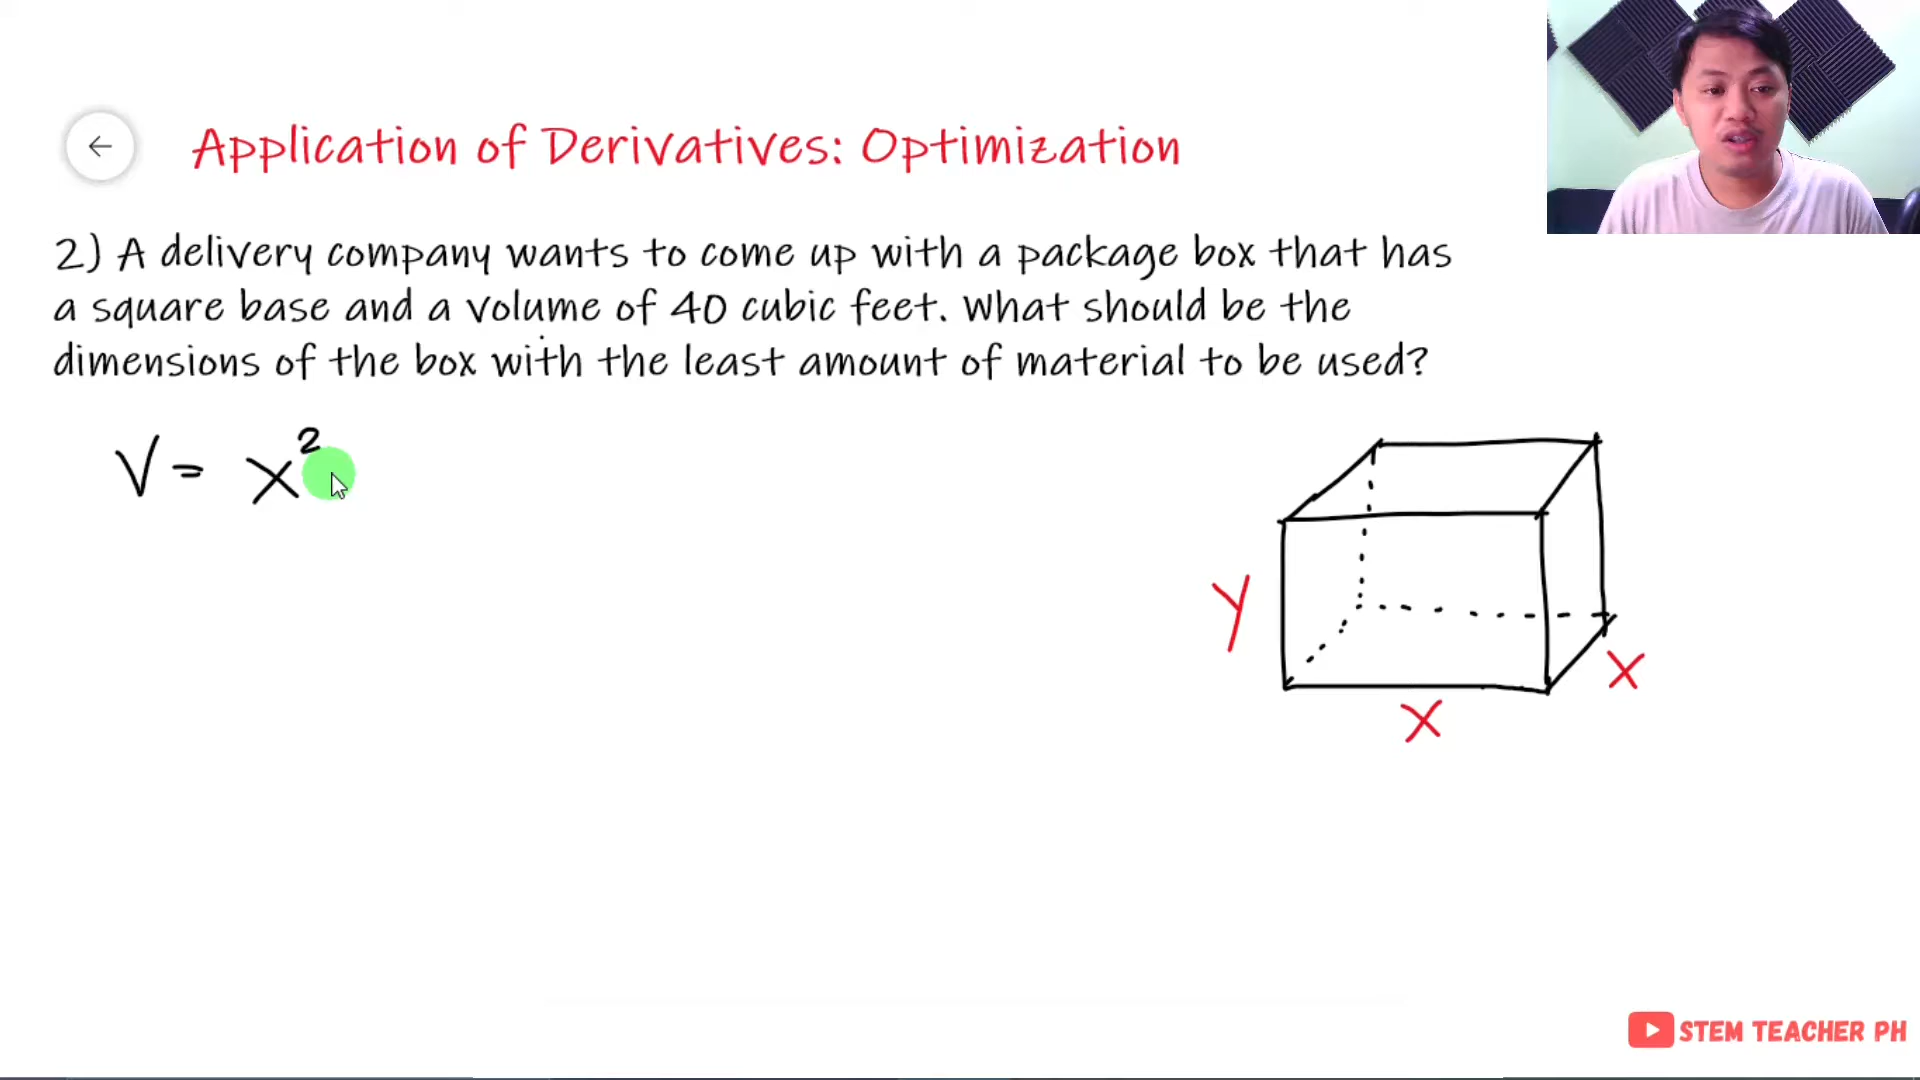 Application of Derivatives: Optimization
2) A delivery company wants to come up with a package box that has
a square base and a volume of 40 cubic feet. What should be the
dimensions of the box with the least amount of material to be used?
V = x²
y
x
x
STEM TEACHER PH